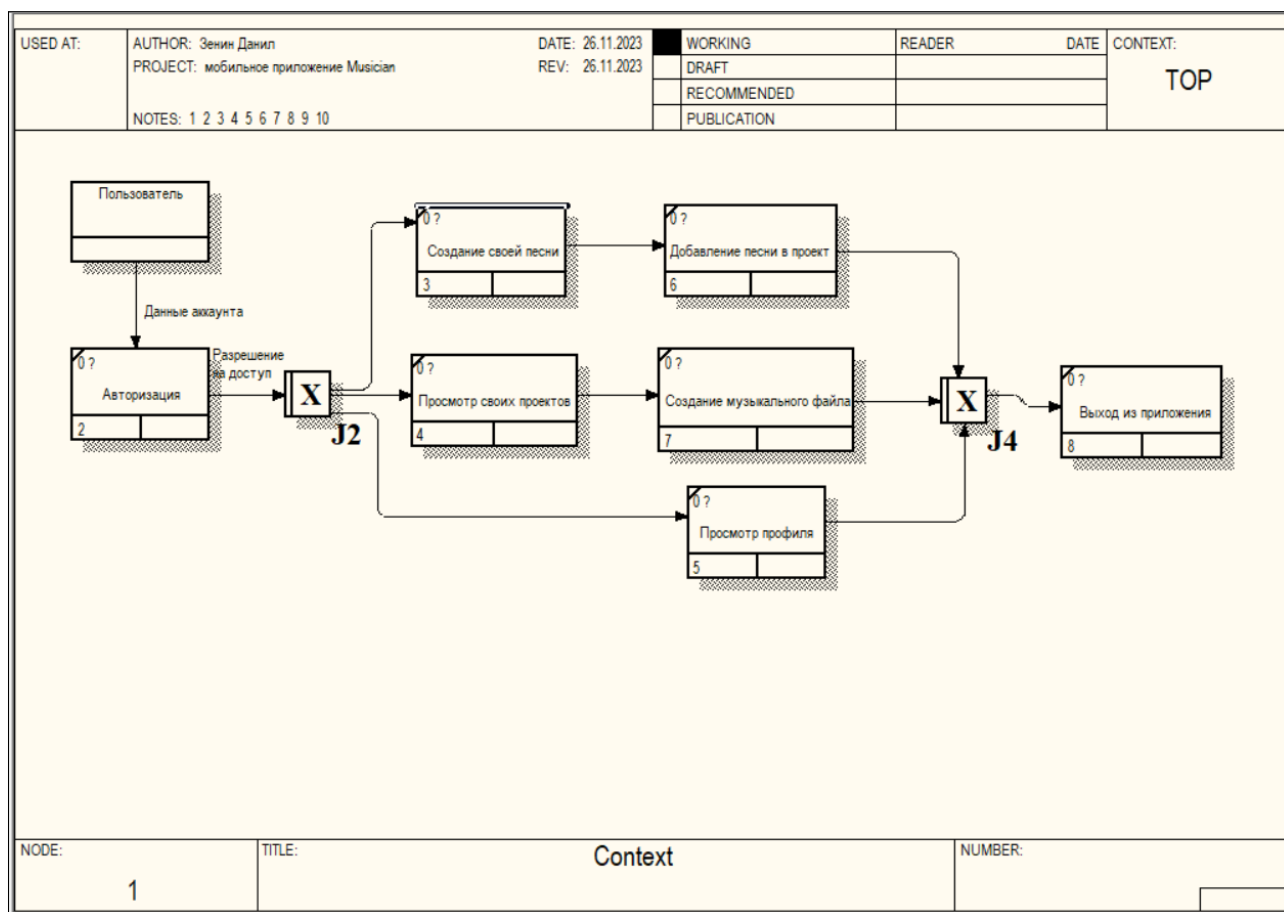 USED AT:
AUTHOR: Зенин Данил
DATE: 26.11.2023
PROJECT: мобильное приложение Musician
REV: 26.11.2023
NOTES: 1 2 3 4 5 6 7 8 9 10
WORKING
DRAFT
RECOMMENDED
PUBLICATION
READER
DATE
CONTEXT:
TOP
Пользователь
Данные аккаунта
0 ?
Авторизация
2
Разрешение
на доступ
X
J2
0 ?
Создание своей песни
3
0 ?
Добавление песни в проект
6
0 ?
Просмотр своих проектов
4
0 ?
Создание музыкального файла
7
0 ?
Просмотр профиля
5
X
J4
0 ?
Выход из приложения
8
NODE:
1
TITLE:
Context
NUMBER: